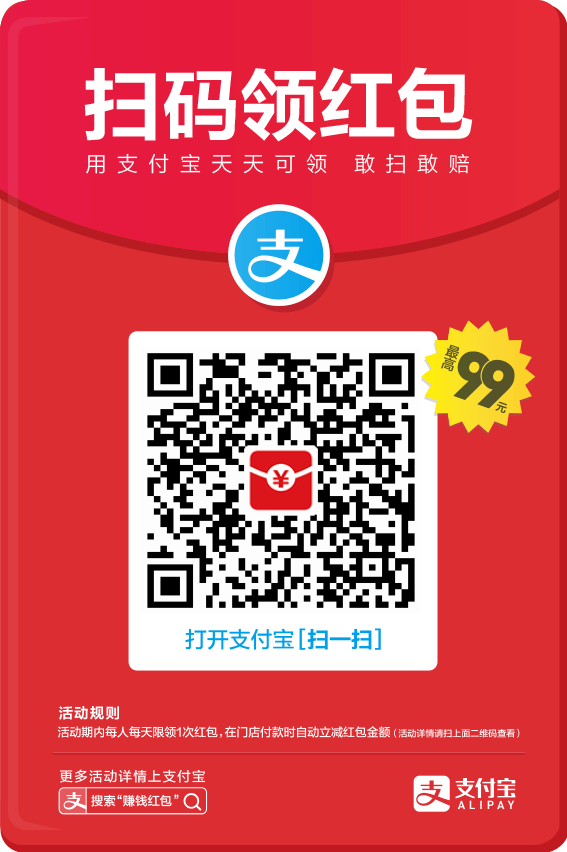 扫码领红包
用支付宝天天可领 敢扫敢赔
支
最高99元
¥
打开支付宝[扫一扫]
活动规则
活动期内每人每天限领1次红包,在门店付款时自动立减红包金额(活动详情请扫上面二维码查看)
更多活动详情上支付宝
支 搜索“赚钱红包”
支 支付宝
ALIPAY